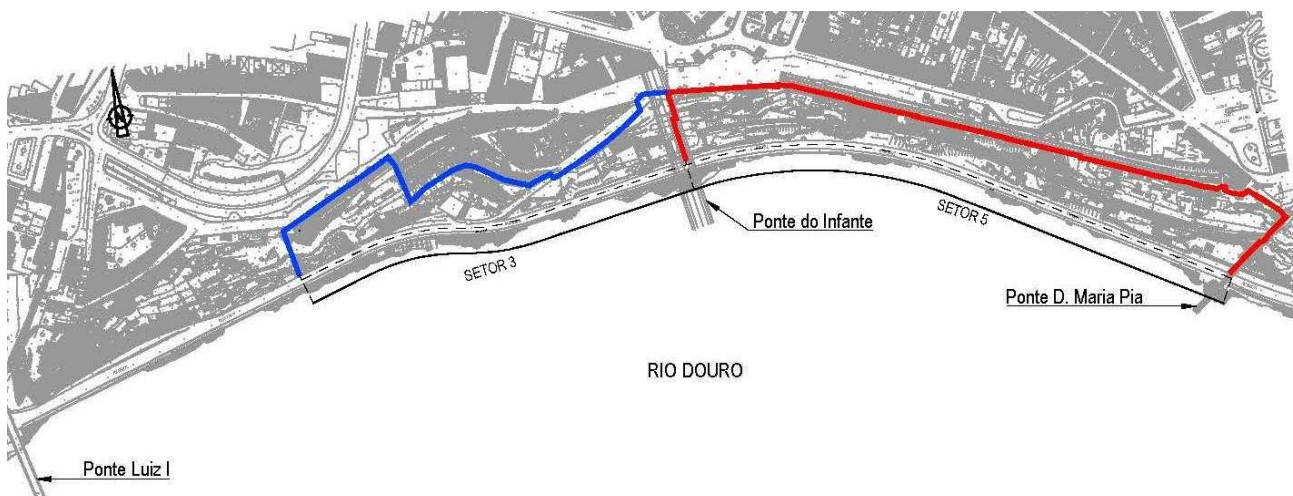 N
Ponte do Infante
SETOR 5
SETOR 3
Ponte D. Maria Pia
RIO DOURO
Ponte Luiz I